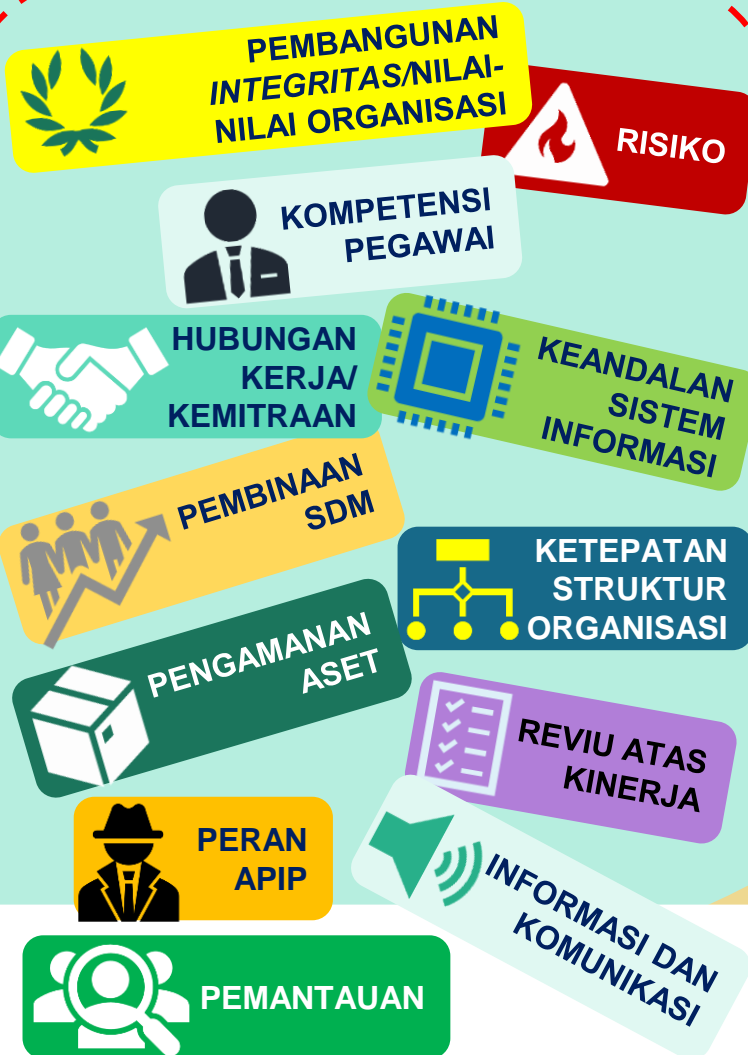 PEMBANGUNAN
INTEGRITAS/NILAI-
NILAI ORGANISASI
RISIKO
KOMPETENSI
PEGAWAI
HUBUNGAN
KERJA/
KEMITRAAN
KEANDALAN
SISTEM
INFORMASI
PEMBINAAN
SDM
KETEPATAN
STRUKTUR
ORGANISASI
PENGAMANAN
ASET
REVIU ATAS
KINERJA
PERAN
APIP
INFORMASI DAN
KOMUNIKASI
PEMANTAUAN